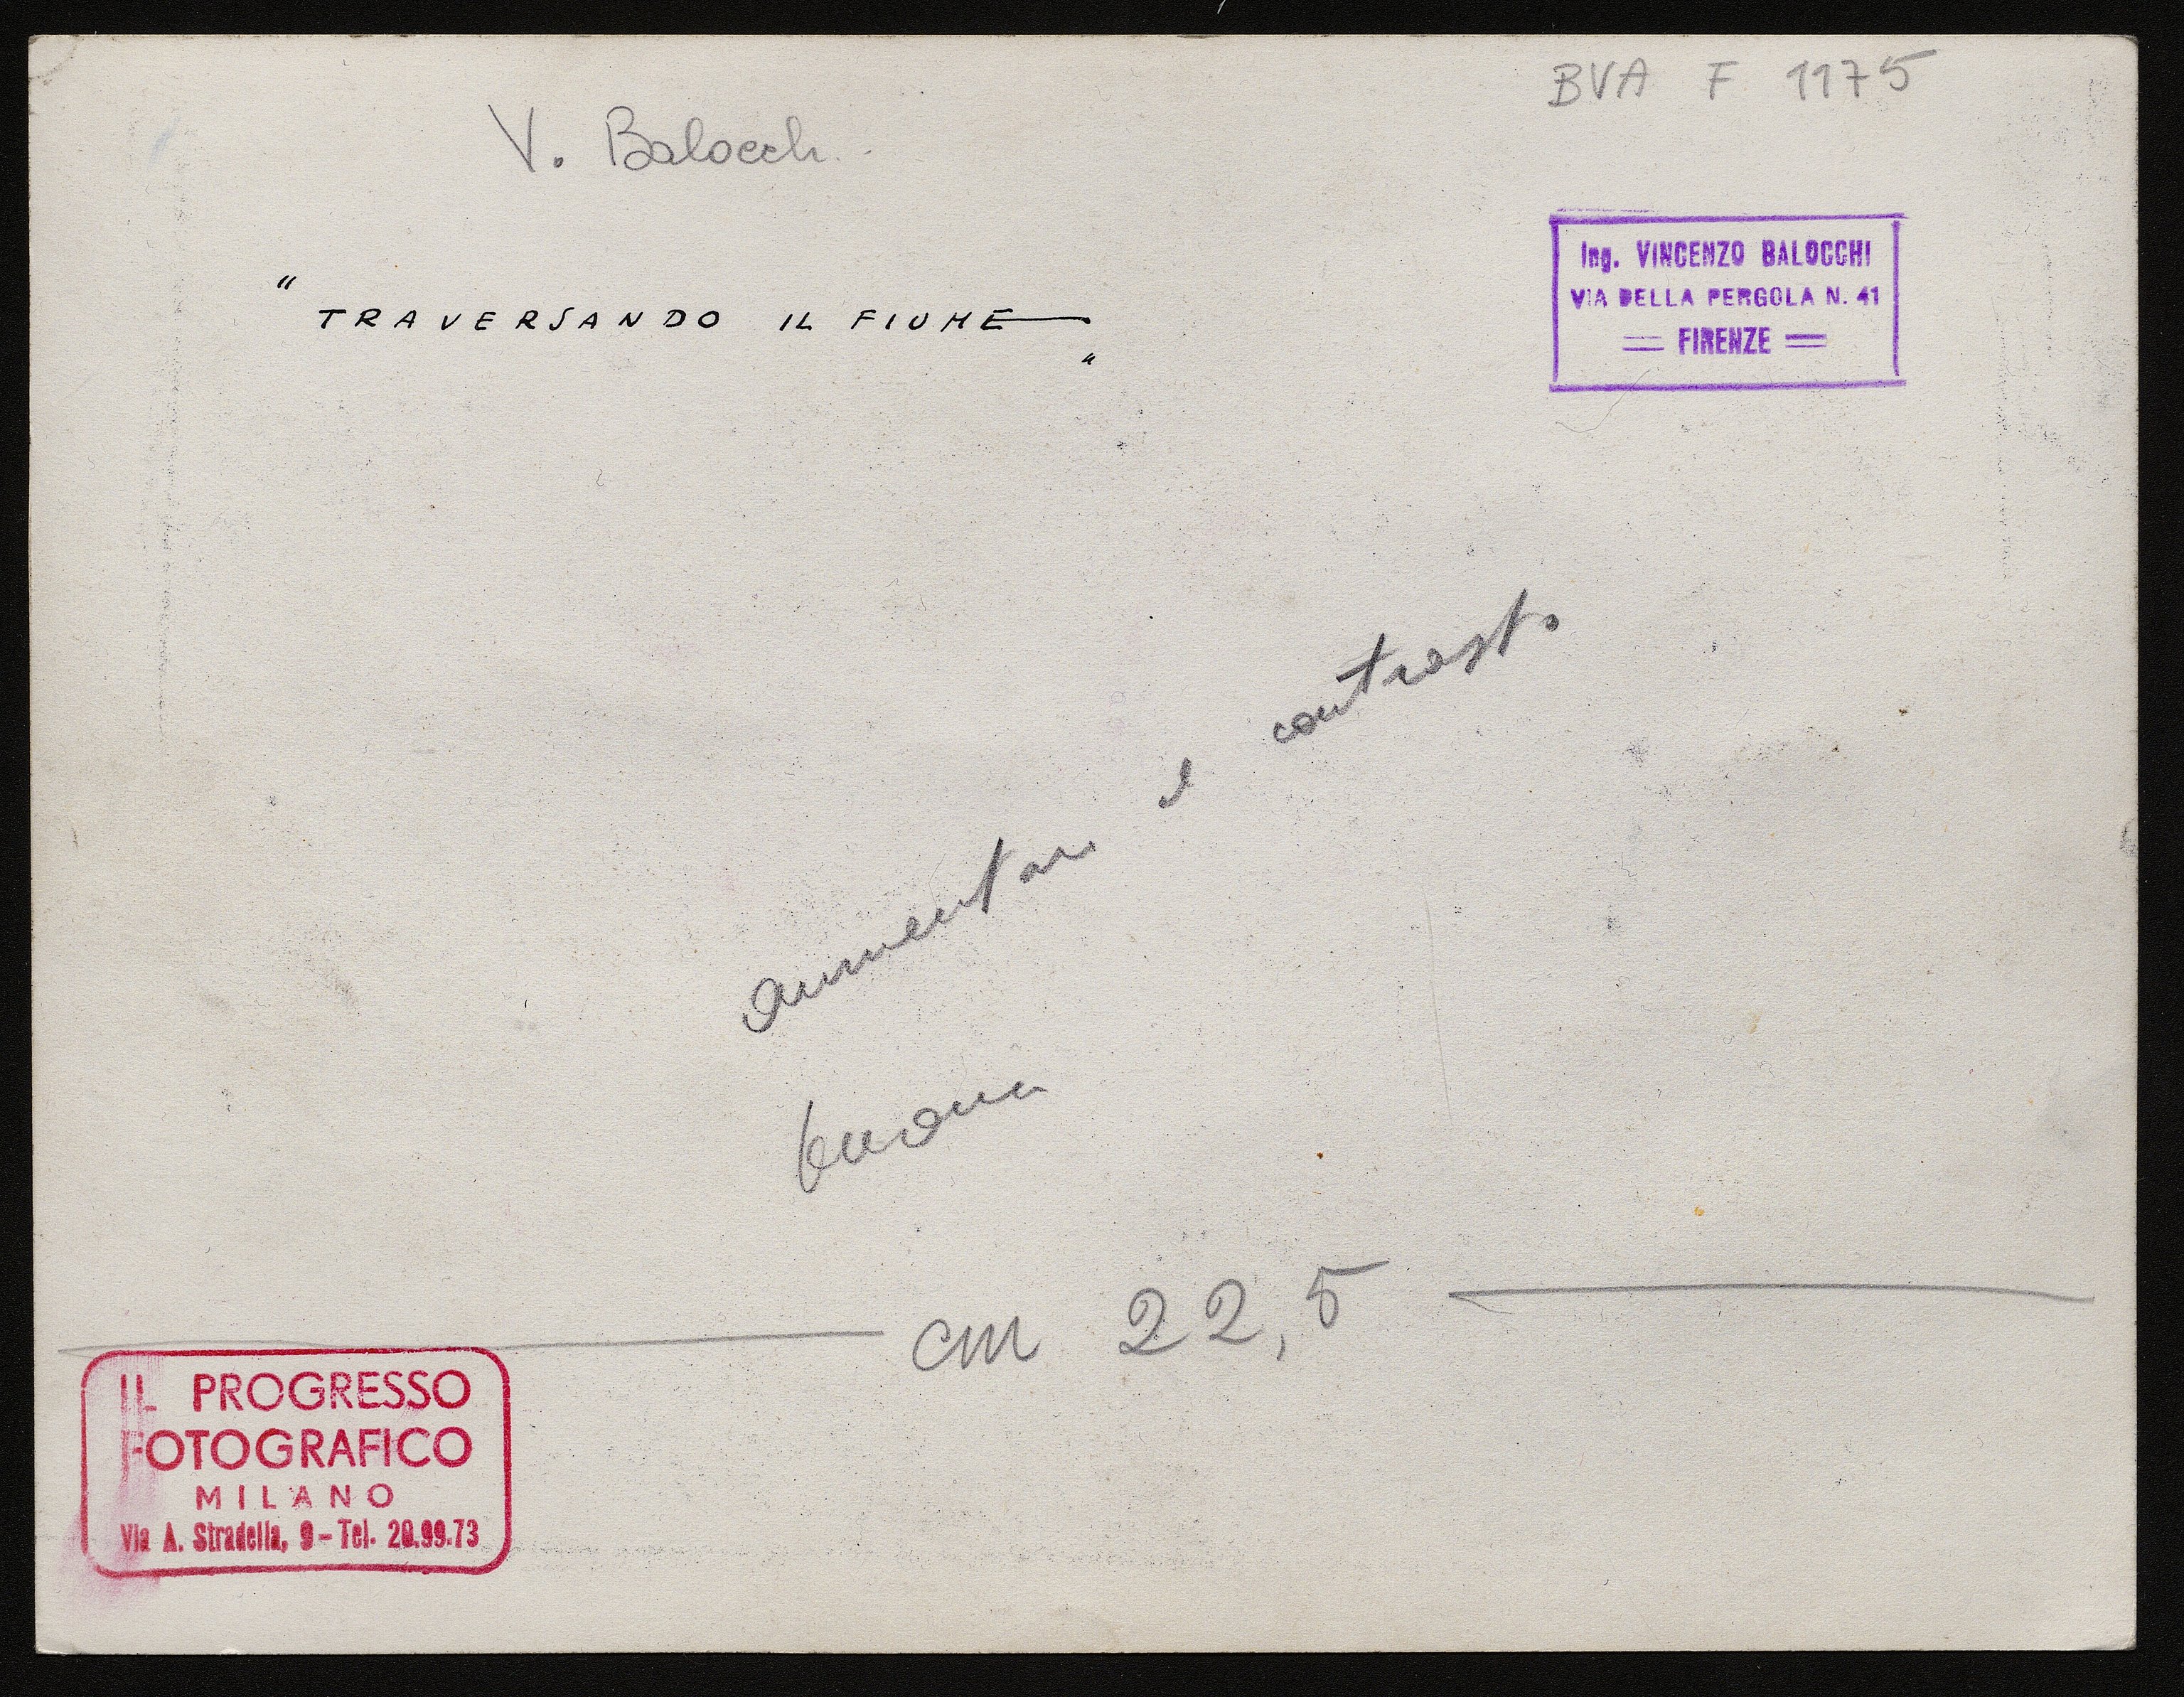 BVA F 1175
V. Balocchi
Ing. VINCENZO BALOCCHI
VIA DELLA PERGOLA N. 41
= FIRENZE =
"TRAVERSANDO IL FIUME"
aumentare il contrasto
buona
cm 22,5
IL PROGRESSO
FOTOGRAFICO
MILANO
Via A. Stradella, 9 - Tel. 20.99.73